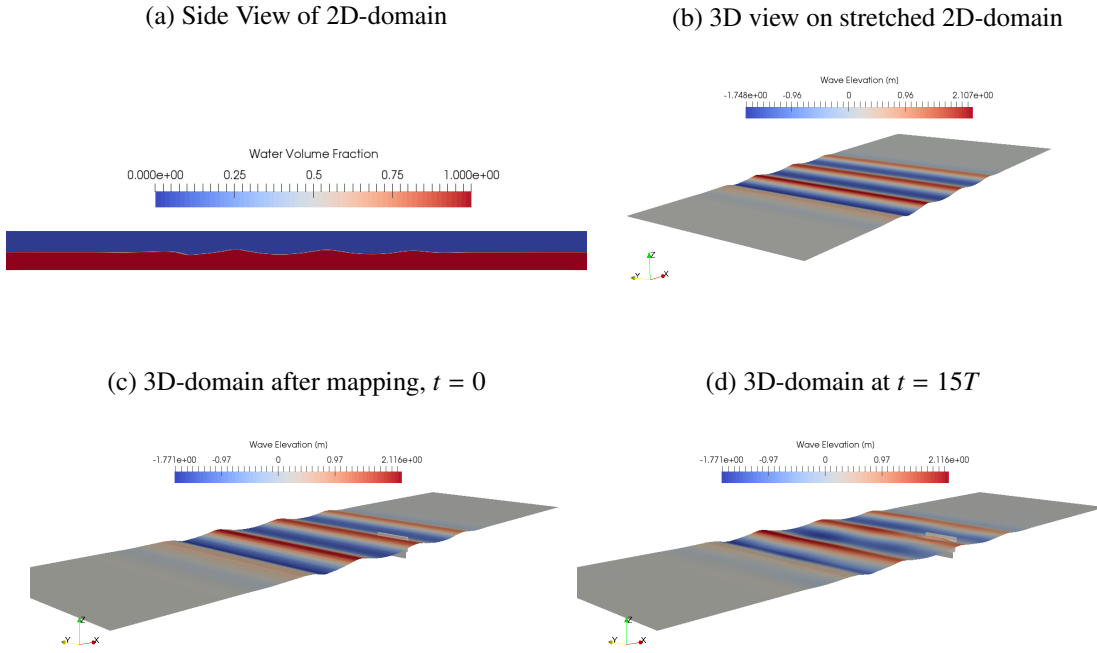 (a) Side View of 2D-domain
Water Volume Fraction
0.000e+00 0.25 0.5 0.75 1.000e+00
(b) 3D view on stretched 2D-domain
Wave Elevation (m)
-1.748e+00 -0.96 0 0.96 2.107e+00
Z
Y X
(c) 3D-domain after mapping, t = 0
Wave Elevation (m)
-1.771e+00 -0.97 0 0.97 2.116e+00
Z
Y X
(d) 3D-domain at t = 15T
Wave Elevation (m)
-1.771e+00 -0.97 0 0.97 2.116e+00
Z
Y X